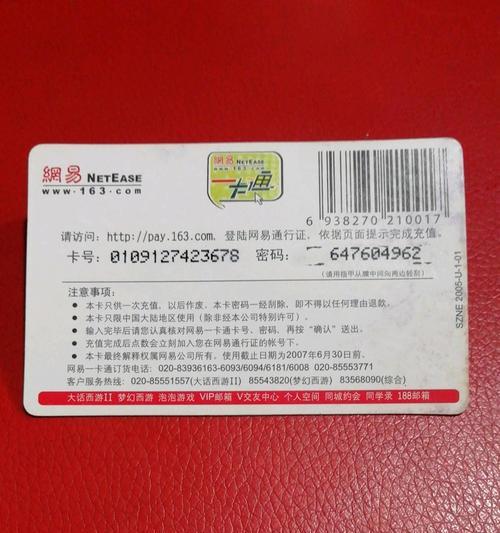 網易 NETEASE
www.163.com
網易 NETEASE
一卡通
6 938270 210017
请访问: http://pay.163.com, 登陆网易通行证, 依据页面提示完成充值。
卡号: 0109127423678 密码: 647604962
(请用指甲从膜中间向两边轻刮)
注意事项:
● 本卡只供一次充值, 以后作废。本卡密码一经刮除, 即不得以任何理由退款。
● 本卡只限中国大陆地区使用 (除非经本公司特别许可) 。
● 输入完毕后请您认真核对网易一卡通卡号、密码, 再按“确认”送出。
● 充值完成后点数会立刻加入您在网易通行证的帐号下。
● 本卡最终解释权属网易公司所有。使用截止日期为2007年6月30日前。
网易一卡通订货电话: 020-83936163-6093/6094/6181/6008 020-85553771
客户服务热线: 020-85551557(大话西游II) 85543820(梦幻西游) 83568090(综合)
大话西游II 梦幻西游 泡泡游戏 VIP邮箱 V交友中心 个人空间 同城约会 同学录 188邮箱
SZNE 2005-U-1-01